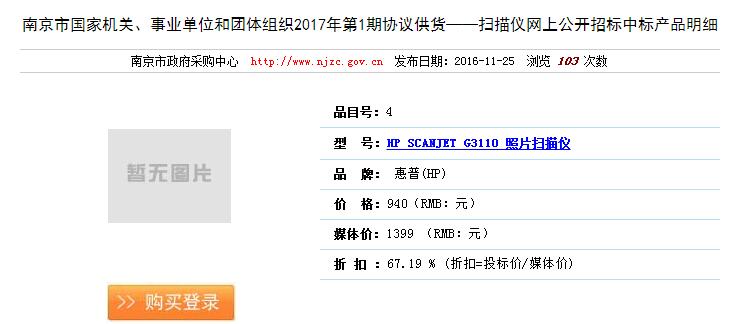 南京市国家机关、事业单位和团体组织2017年第1期协议供货——扫描仪网上公开招标中标产品明细
南京市政府采购中心 http://www.njzc.gov.cn 发布日期：2016-11-25 浏览 103 次数
品目号：4
型 号：HP SCANJET G3110 照片扫描仪
品 牌： 惠普(HP)
价 格：940（RMB：元）
媒体价：1399 （RMB：元）
折 扣 ：67.19 % (折扣=投标价/媒体价)
暂无图片
>> 购买登录